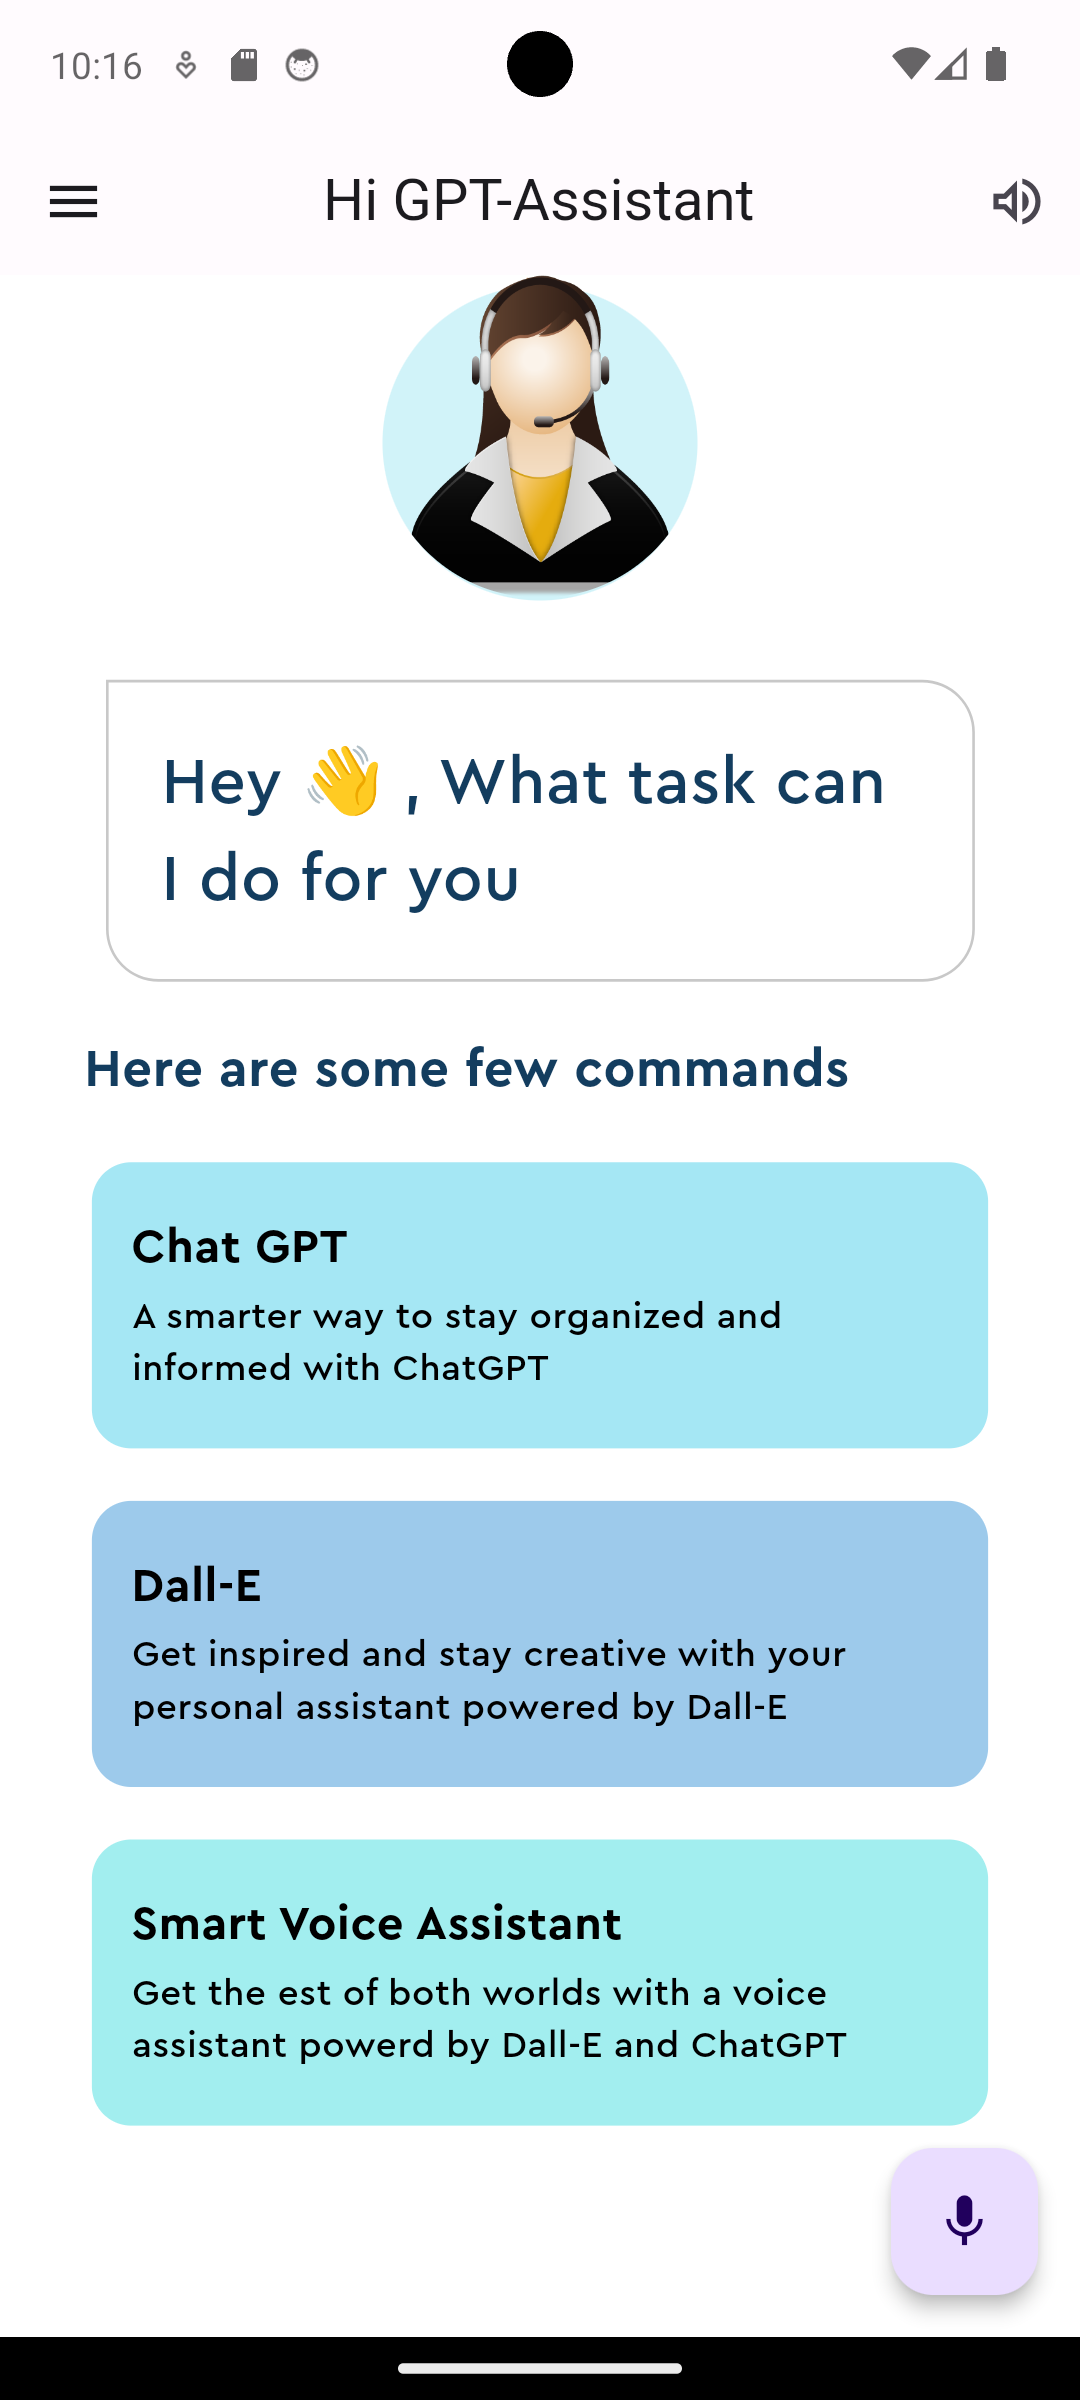 10:16
Hi GPT-Assistant
Hey 👋 , What task can
I do for you
Here are some few commands
Chat GPT
A smarter way to stay organized and
informed with ChatGPT
Dall-E
Get inspired and stay creative with your
personal assistant powered by Dall-E
Smart Voice Assistant
Get the est of both worlds with a voice
assistant powerd by Dall-E and ChatGPT